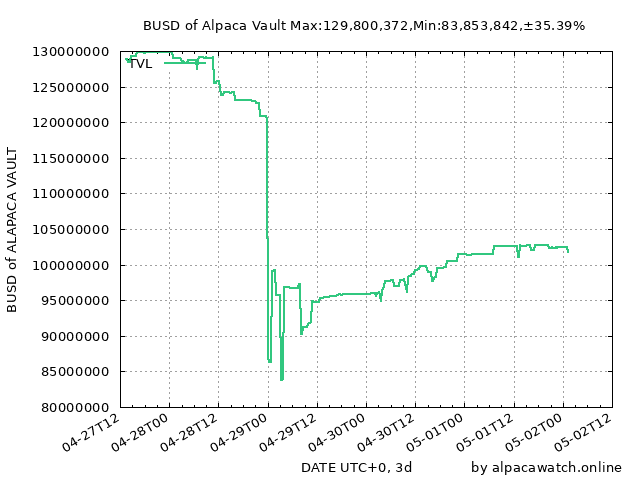 BUSD of Alpaca Vault Max:129,800,372,Min:83,853,842,±35.39%
130000000
TVL
125000000
120000000
115000000
110000000
105000000
100000000
95000000
90000000
85000000
80000000
BUSD of ALAPACA VAULT
04-27T12
04-28T00
04-28T12
04-29T00
04-29T12
04-30T00
04-30T12
05-01T00
05-01T12
05-02T00
05-02T12
DATE UTC+0, 3d
by alpacawatch.online